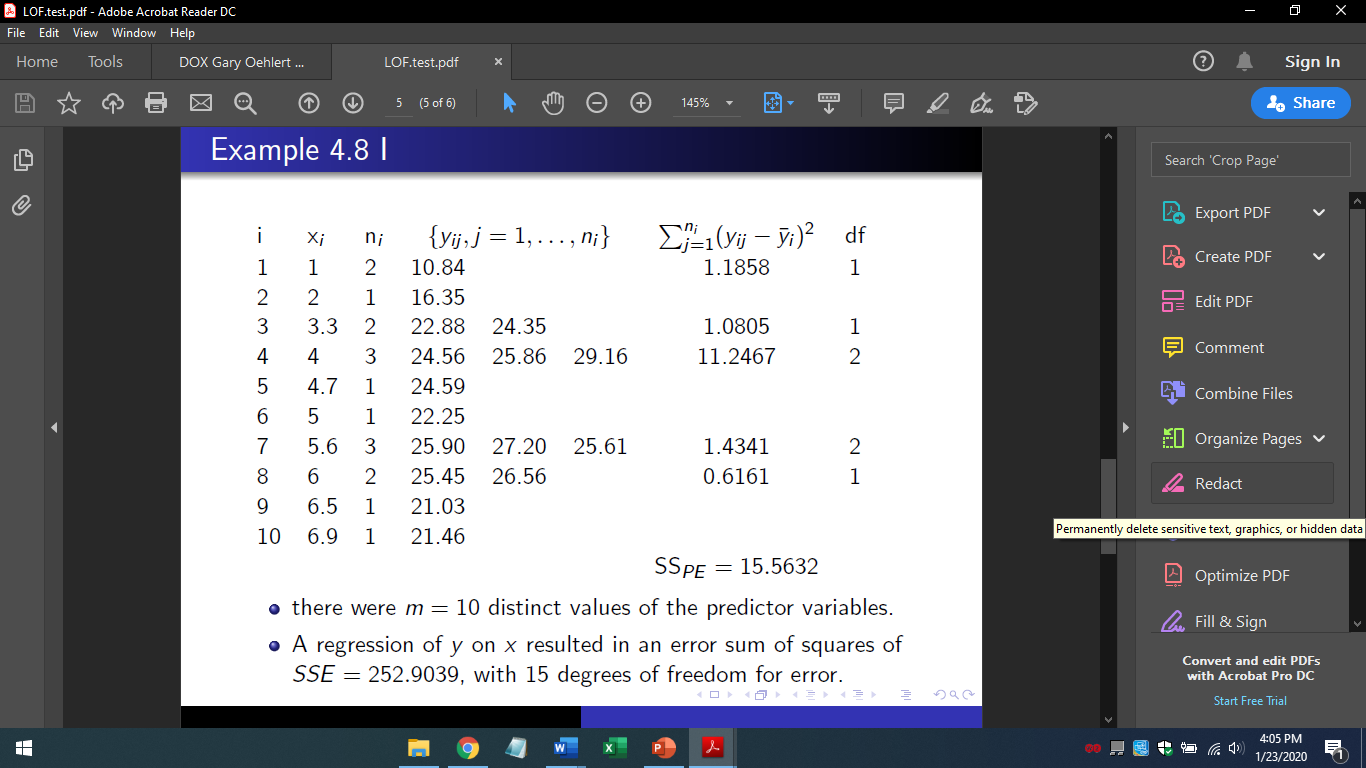 LOF.test.pdf - Adobe Acrobat Reader DC
File Edit View Window Help
Home Tools DOX Gary Oehlert ... LOF.test.pdf × Sign In
5 (5 of 6) 145% Share
Example 4.8 I
i x_i n_i {y_ij, j = 1, . . . , n_i} ∑_{j=1}^{n_i}(y_ij − ȳ_i)² df
1 1 2 10.84 1.1858 1
2 2 1 16.35
3 3.3 2 22.88 24.35 1.0805 1
4 4 3 24.56 25.86 29.16 11.2467 2
5 4.7 1 24.59
6 5 1 22.25
7 5.6 3 25.90 27.20 25.61 1.4341 2
8 6 2 25.45 26.56 0.6161 1
9 6.5 1 21.03
10 6.9 1 21.46
SS_PE = 15.5632
there were m = 10 distinct values of the predictor variables.
A regression of y on x resulted in an error sum of squares of
SSE = 252.9039, with 15 degrees of freedom for error.
Search 'Crop Page'
Export PDF
Create PDF
Edit PDF
Comment
Combine Files
Organize Pages
Redact
Permanently delete sensitive text, graphics, or hidden data
Optimize PDF
Fill & Sign
Convert and edit PDFs
with Acrobat Pro DC
Start Free Trial
4:05 PM
1/23/2020
1